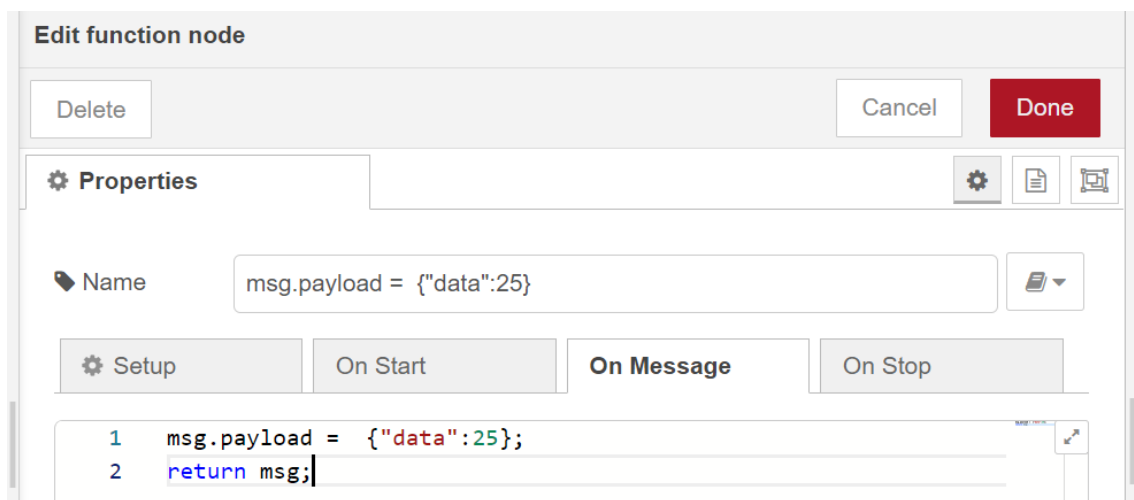 Edit function node
Delete Cancel Done
Properties
Name msg.payload =  {"data":25}
Setup On Start On Message On Stop
1 msg.payload =  {"data":25};
2 return msg;